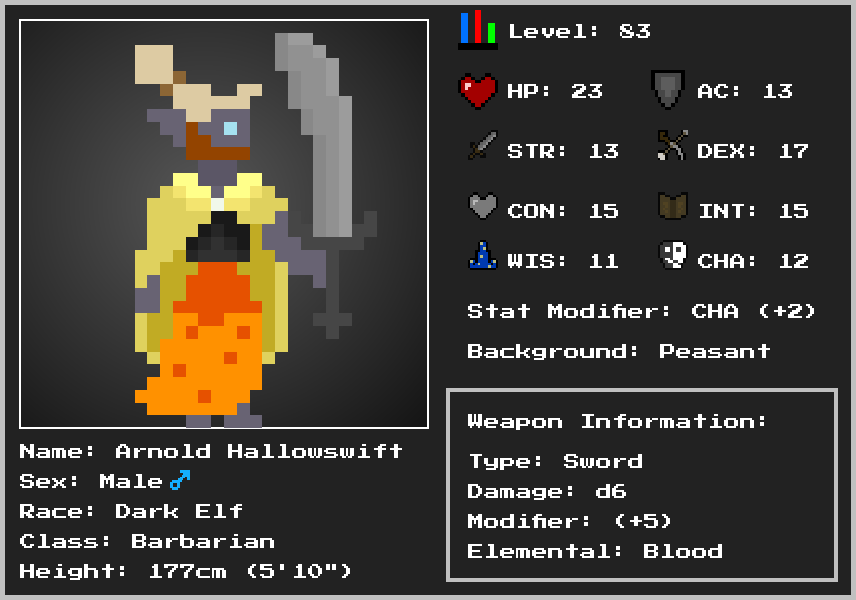 Level: 83
HP: 23 AC: 13
STR: 13 DEX: 17
CON: 15 INT: 15
WIS: 11 CHA: 12
Stat Modifier: CHA (+2)
Background: Peasant
Weapon Information:
Type: Sword
Damage: d6
Modifier: (+5)
Elemental: Blood
Name: Arnold Hallowswift
Sex: Male ♂
Race: Dark Elf
Class: Barbarian
Height: 177cm (5'10")